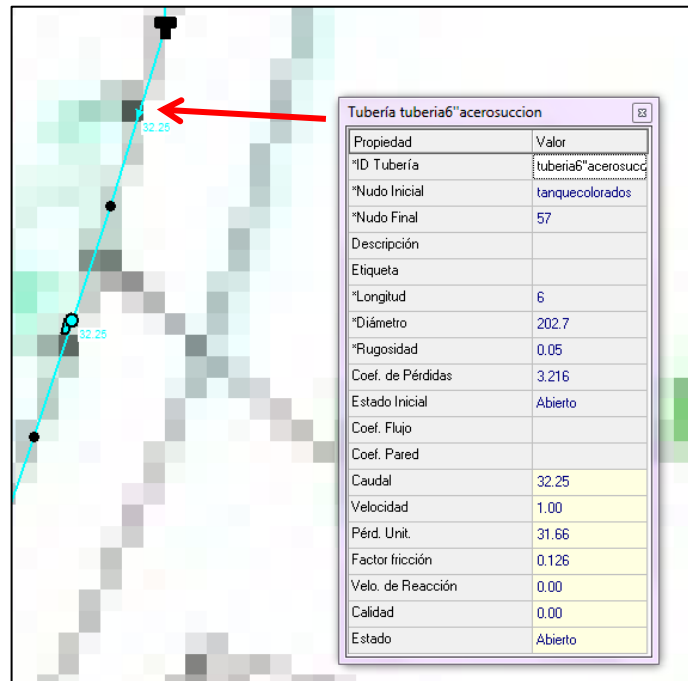 32.25
32.25
Tubería tuberia6"acerosuccion
Propiedad Valor
*ID Tubería tuberia6"acerosucc
*Nudo Inicial tanquecolorados
*Nudo Final 57
Descripción
Etiqueta
*Longitud 6
*Diámetro 202.7
*Rugosidad 0.05
Coef. de Pérdidas 3.216
Estado Inicial Abierto
Coef. Flujo
Coef. Pared
Caudal 32.25
Velocidad 1.00
Pérd. Unit. 31.66
Factor fricción 0.126
Velo. de Reacción 0.00
Calidad 0.00
Estado Abierto